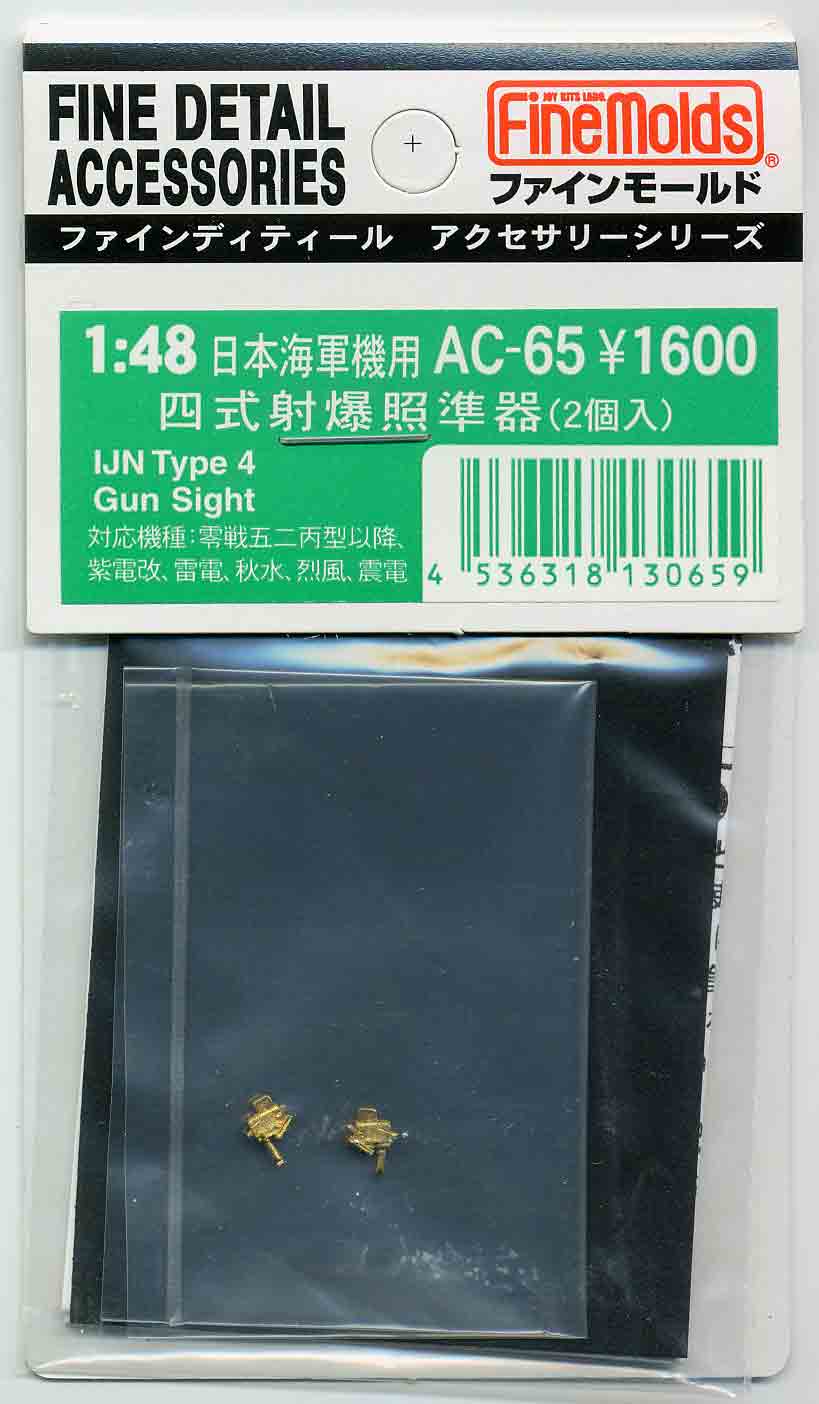 FINE DETAIL
ACCESSORIES
JOY KITS LABO.
FineMolds®
ファインモールド
ファインディティール アクセサリーシリーズ
1:48 日本海軍機用 AC-65 ¥1600
四式射爆照準器(2個入)
IJN Type 4
Gun Sight
対応機種:零戦五二丙型以降、
紫電改、雷電、秋水、烈風、震電
4 536318 130659